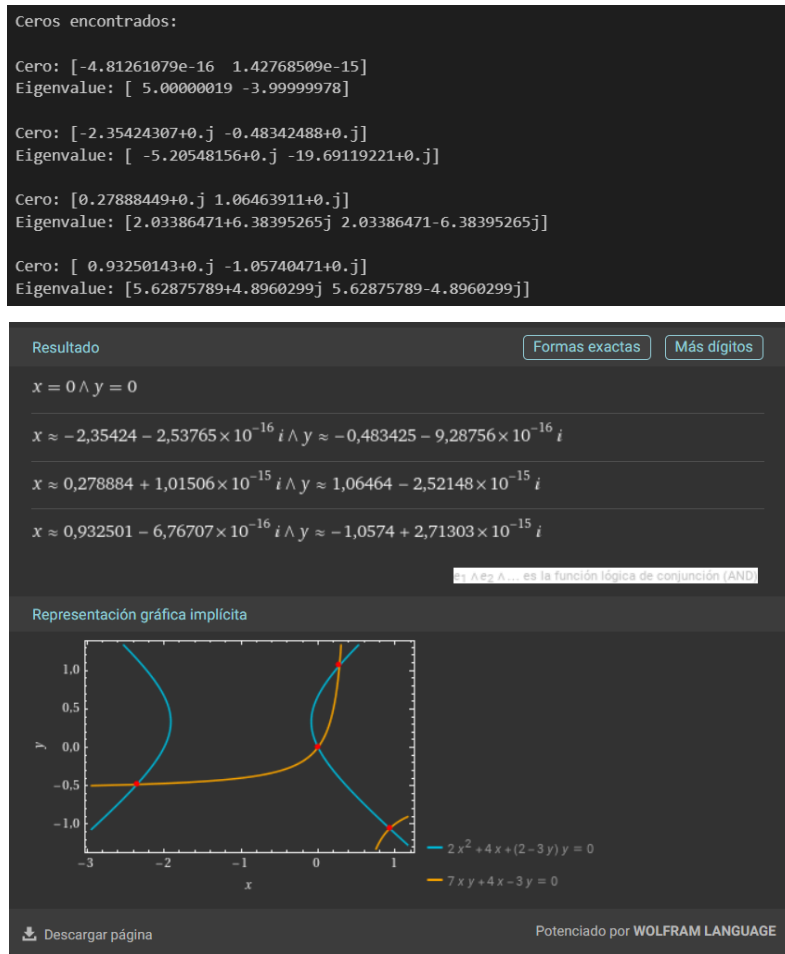 Ceros encontrados:
Cero: [-4.81261079e-16  1.42768509e-15]
Eigenvalue: [ 5.00000019 -3.99999978]
Cero: [-2.35424307+0.j -0.48342488+0.j]
Eigenvalue: [ -5.20548156+0.j -19.69119221+0.j]
Cero: [0.27888449+0.j 1.06463911+0.j]
Eigenvalue: [2.03386471+6.38395265j 2.03386471-6.38395265j]
Cero: [ 0.93250143+0.j -1.05740471+0.j]
Eigenvalue: [5.62875789+4.8960299j 5.62875789-4.8960299j]
Resultado Formas exactas Más dígitos
x = 0 ∧ y = 0
x ≈ −2,35424 − 2,53765×10⁻¹⁶ i ∧ y ≈ −0,483425 − 9,28756×10⁻¹⁶ i
x ≈ 0,278884 + 1,01506×10⁻¹⁵ i ∧ y ≈ 1,06464 − 2,52148×10⁻¹⁵ i
x ≈ 0,932501 − 6,76707×10⁻¹⁶ i ∧ y ≈ −1,0574 + 2,71303×10⁻¹⁵ i
e₁ ∧ e₂ ∧ … es la función lógica de conjunción (AND)
Representación gráfica implícita
1,0
0,5
y 0,0
−0,5
−1,0
−3 −2 −1 0 1
x
2 x² + 4 x + (2 − 3 y) y = 0
7 x y + 4 x − 3 y = 0
Descargar página Potenciado por WOLFRAM LANGUAGE